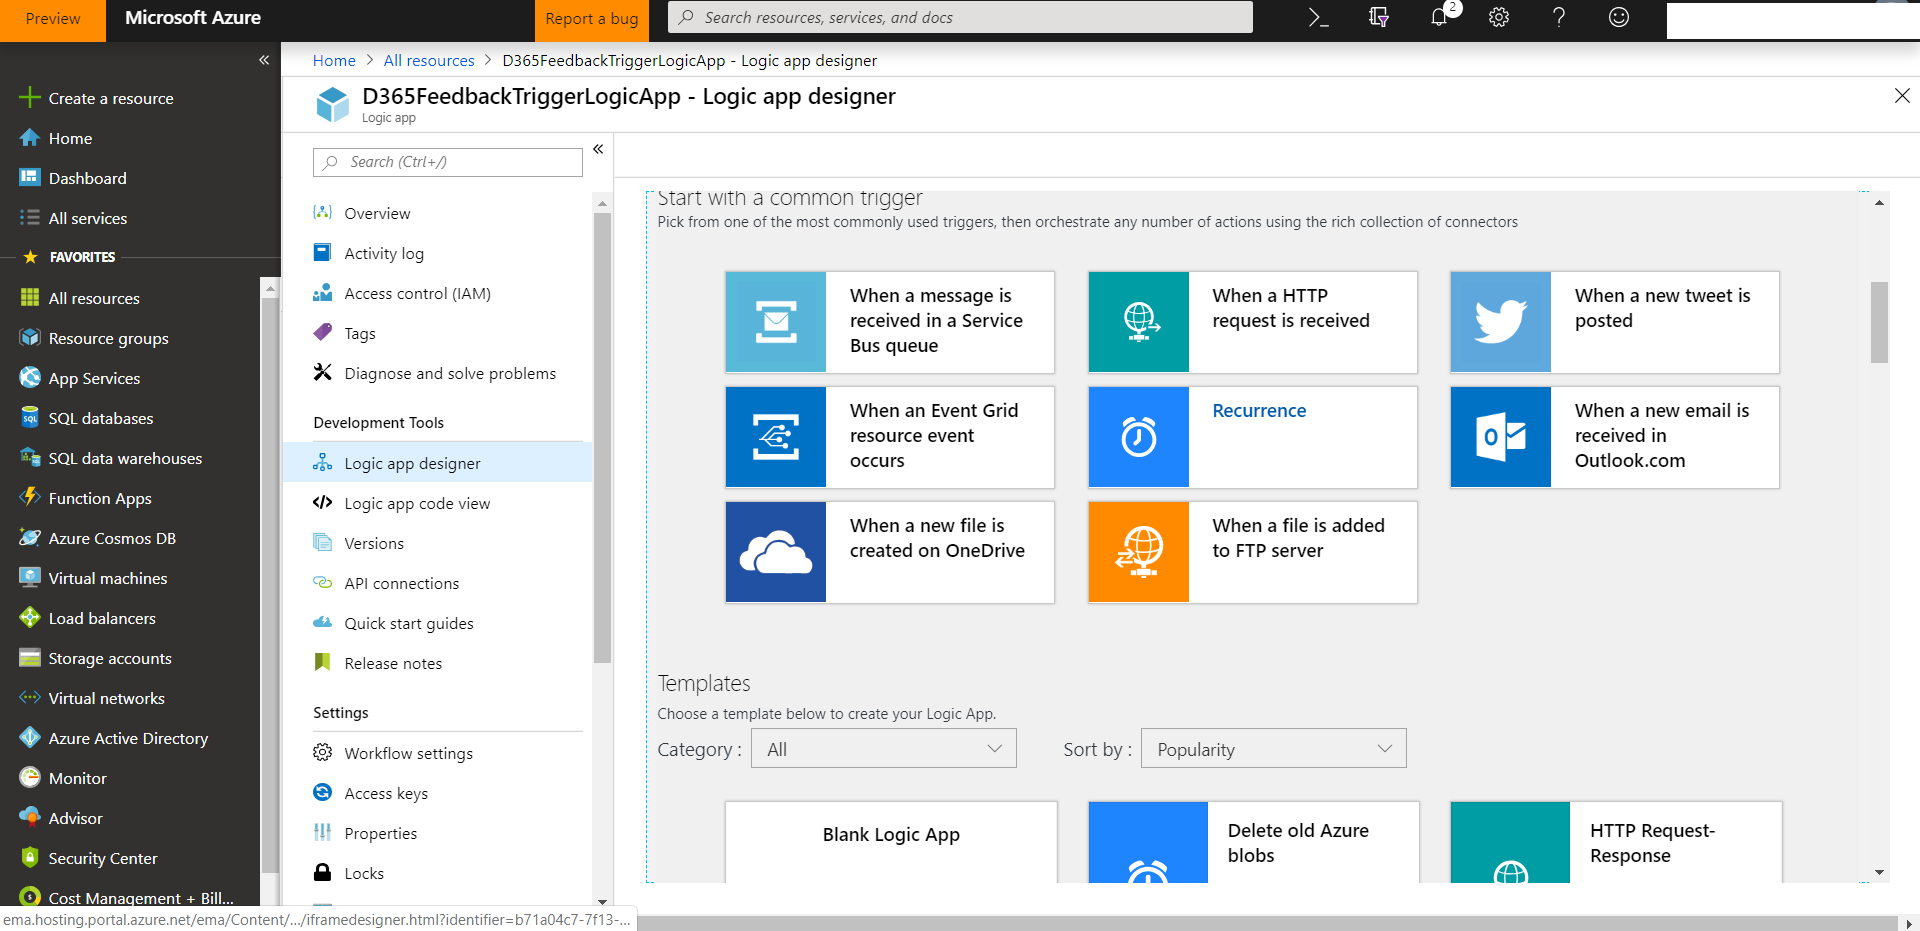 Preview
Microsoft Azure
Report a bug
Search resources, services, and docs
2
Home > All resources > D365FeedbackTriggerLogicApp - Logic app designer
D365FeedbackTriggerLogicApp - Logic app designer
Logic app
Create a resource
Home
Dashboard
All services
FAVORITES
All resources
Resource groups
App Services
SQL databases
SQL data warehouses
Function Apps
Azure Cosmos DB
Virtual machines
Load balancers
Storage accounts
Virtual networks
Azure Active Directory
Monitor
Advisor
Security Center
Cost Management + Bill...
Search (Ctrl+/)
Overview
Activity log
Access control (IAM)
Tags
Diagnose and solve problems
Development Tools
Logic app designer
Logic app code view
Versions
API connections
Quick start guides
Release notes
Settings
Workflow settings
Access keys
Properties
Locks
Start with a common trigger
Pick from one of the most commonly used triggers, then orchestrate any number of actions using the rich collection of connectors
When a message is
received in a Service
Bus queue
When a HTTP
request is received
When a new tweet is
posted
When an Event Grid
resource event
occurs
Recurrence
When a new email is
received in
Outlook.com
When a new file is
created on OneDrive
When a file is added
to FTP server
Templates
Choose a template below to create your Logic App.
Category : All
Sort by : Popularity
Blank Logic App
Delete old Azure
blobs
HTTP Request-
Response
ema.hosting.portal.azure.net/ema/Content/.../iframedesigner.html?identifier=b71a04c7-7f13-...